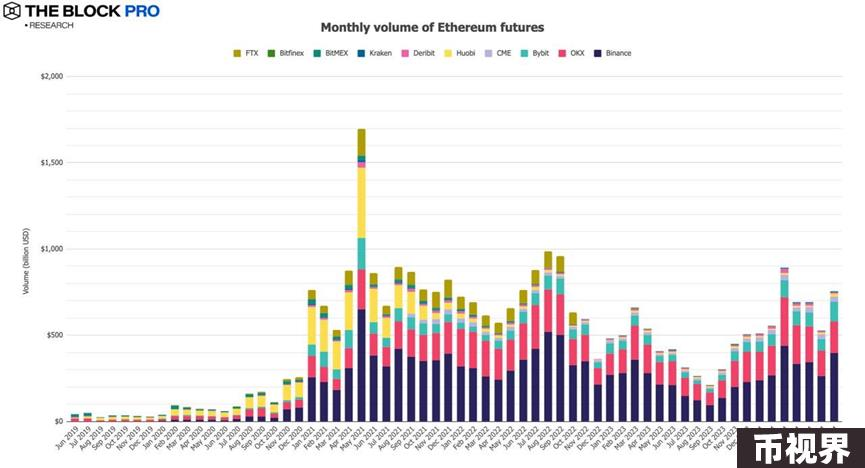 THE BLOCK PRO
• RESEARCH
Monthly volume of Ethereum futures
FTX Bitfinex BitMEX Kraken Deribit Huobi CME Bybit OKX Binance
Volume (billion USD)
$2,000
$1,500
$1,000
$500
$0
Jun 2019
Jul 2019
Aug 2019
Sep 2019
Oct 2019
Nov 2019
Dec 2019
Jan 2020
Feb 2020
Mar 2020
Apr 2020
May 2020
Jun 2020
Jul 2020
Aug 2020
Sep 2020
Oct 2020
Nov 2020
Dec 2020
Jan 2021
Feb 2021
Mar 2021
Apr 2021
May 2021
Jun 2021
Jul 2021
Aug 2021
Sep 2021
Oct 2021
Nov 2021
Dec 2021
Jan 2022
Feb 2022
Mar 2022
Apr 2022
May 2022
Jun 2022
Jul 2022
Aug 2022
Sep 2022
Oct 2022
Nov 2022
Dec 2022
Jan 2023
Feb 2023
Mar 2023
Apr 2023
May 2023
Jun 2023
Jul 2023
Aug 2023
Sep 2023
Oct 2023
币视界